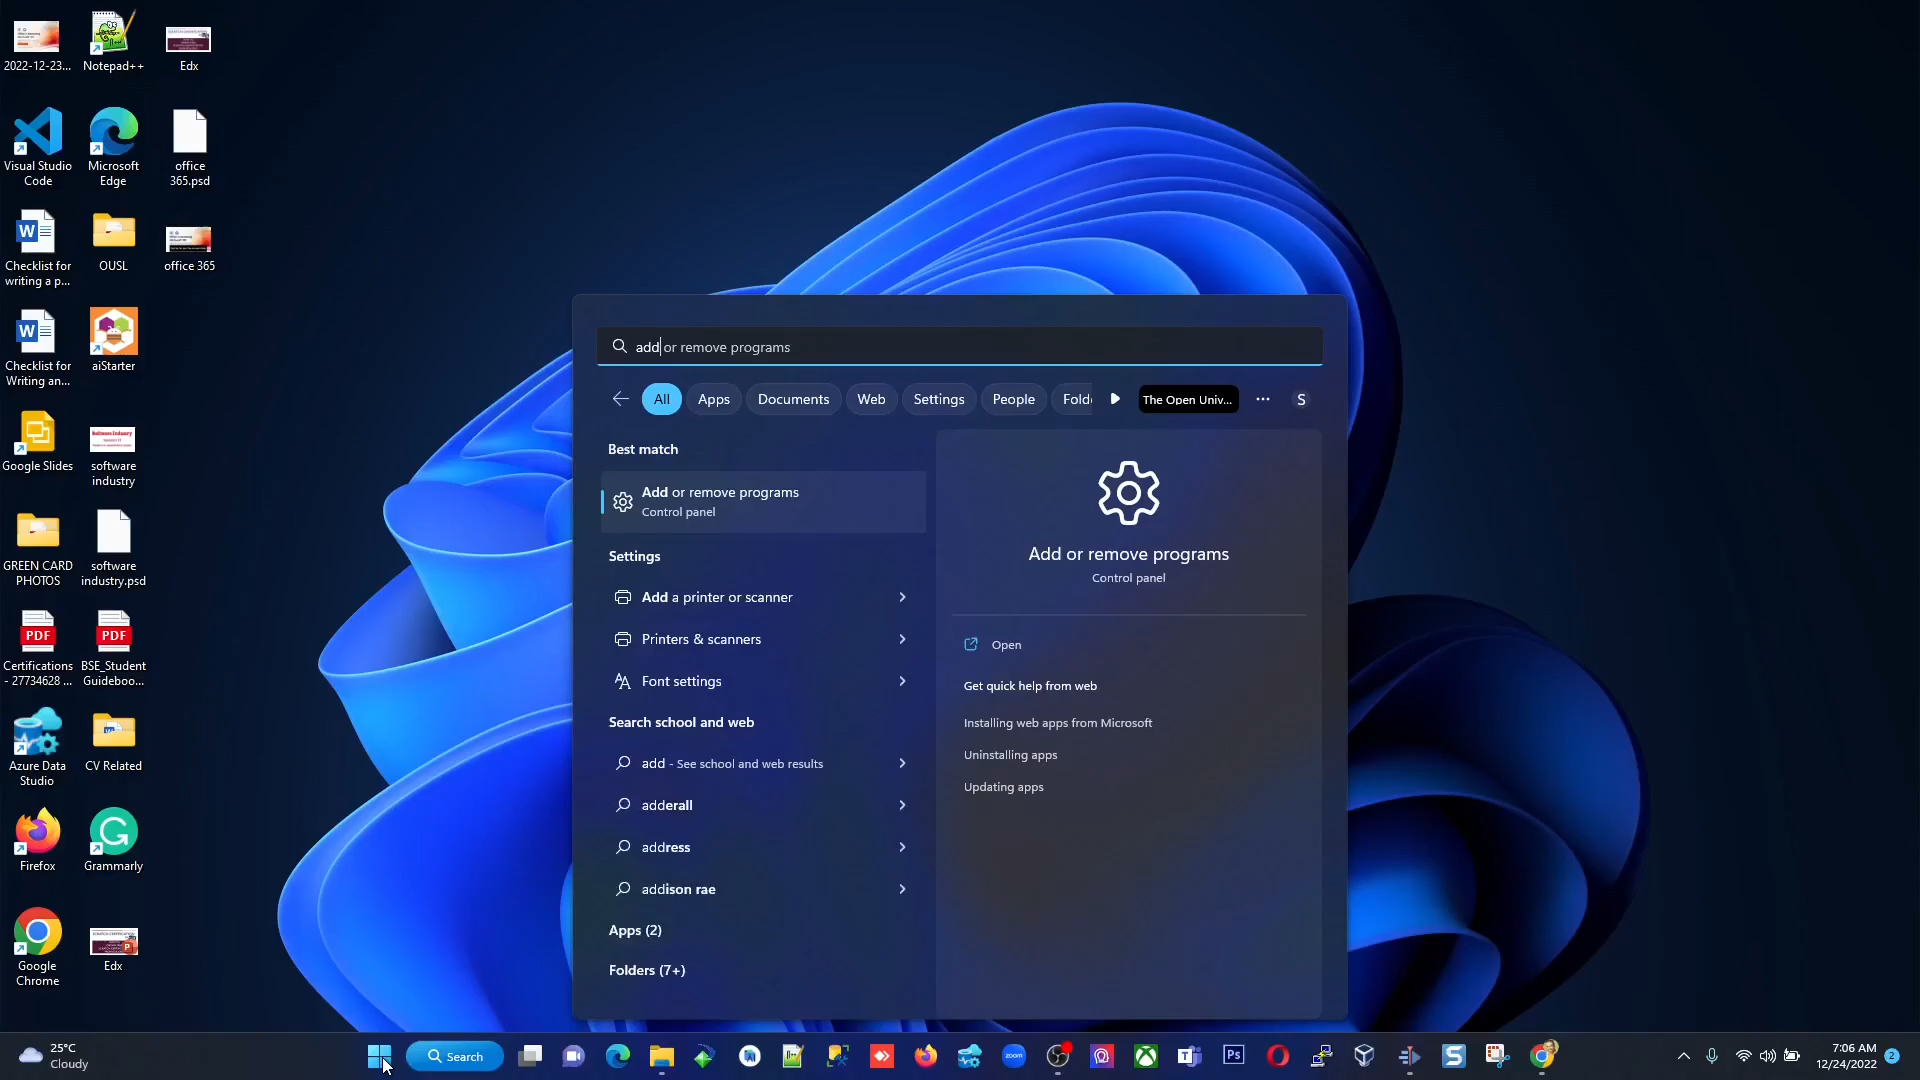 2022-12-23...
Notepad++
Edx
Visual Studio
Code
Microsoft
Edge
office
365.psd
Checklist for
writing a p...
OUSL
office 365
Checklist for
Writing an...
aiStarter
Google Slides
software
industry
GREEN CARD
PHOTOS
software
industry.psd
PDF
PDF
Certifications
- 27734628 ...
BSE_Student
Guideboo...
Azure Data
Studio
CV Related
Firefox
Grammarly
Google
Chrome
Edx
add or remove programs
All
Apps
Documents
Web
Settings
People
Fold
The Open Univ...
S
Best match
Add or remove programs
Control panel
Settings
Add a printer or scanner
Printers & scanners
Font settings
Search school and web
add - See school and web results
adderall
address
addison rae
Apps (2)
Folders (7+)
Add or remove programs
Control panel
Open
Get quick help from web
Installing web apps from Microsoft
Uninstalling apps
Updating apps
25°C
Cloudy
Search
zoom
Ps
7:06 AM
12/24/2022
2